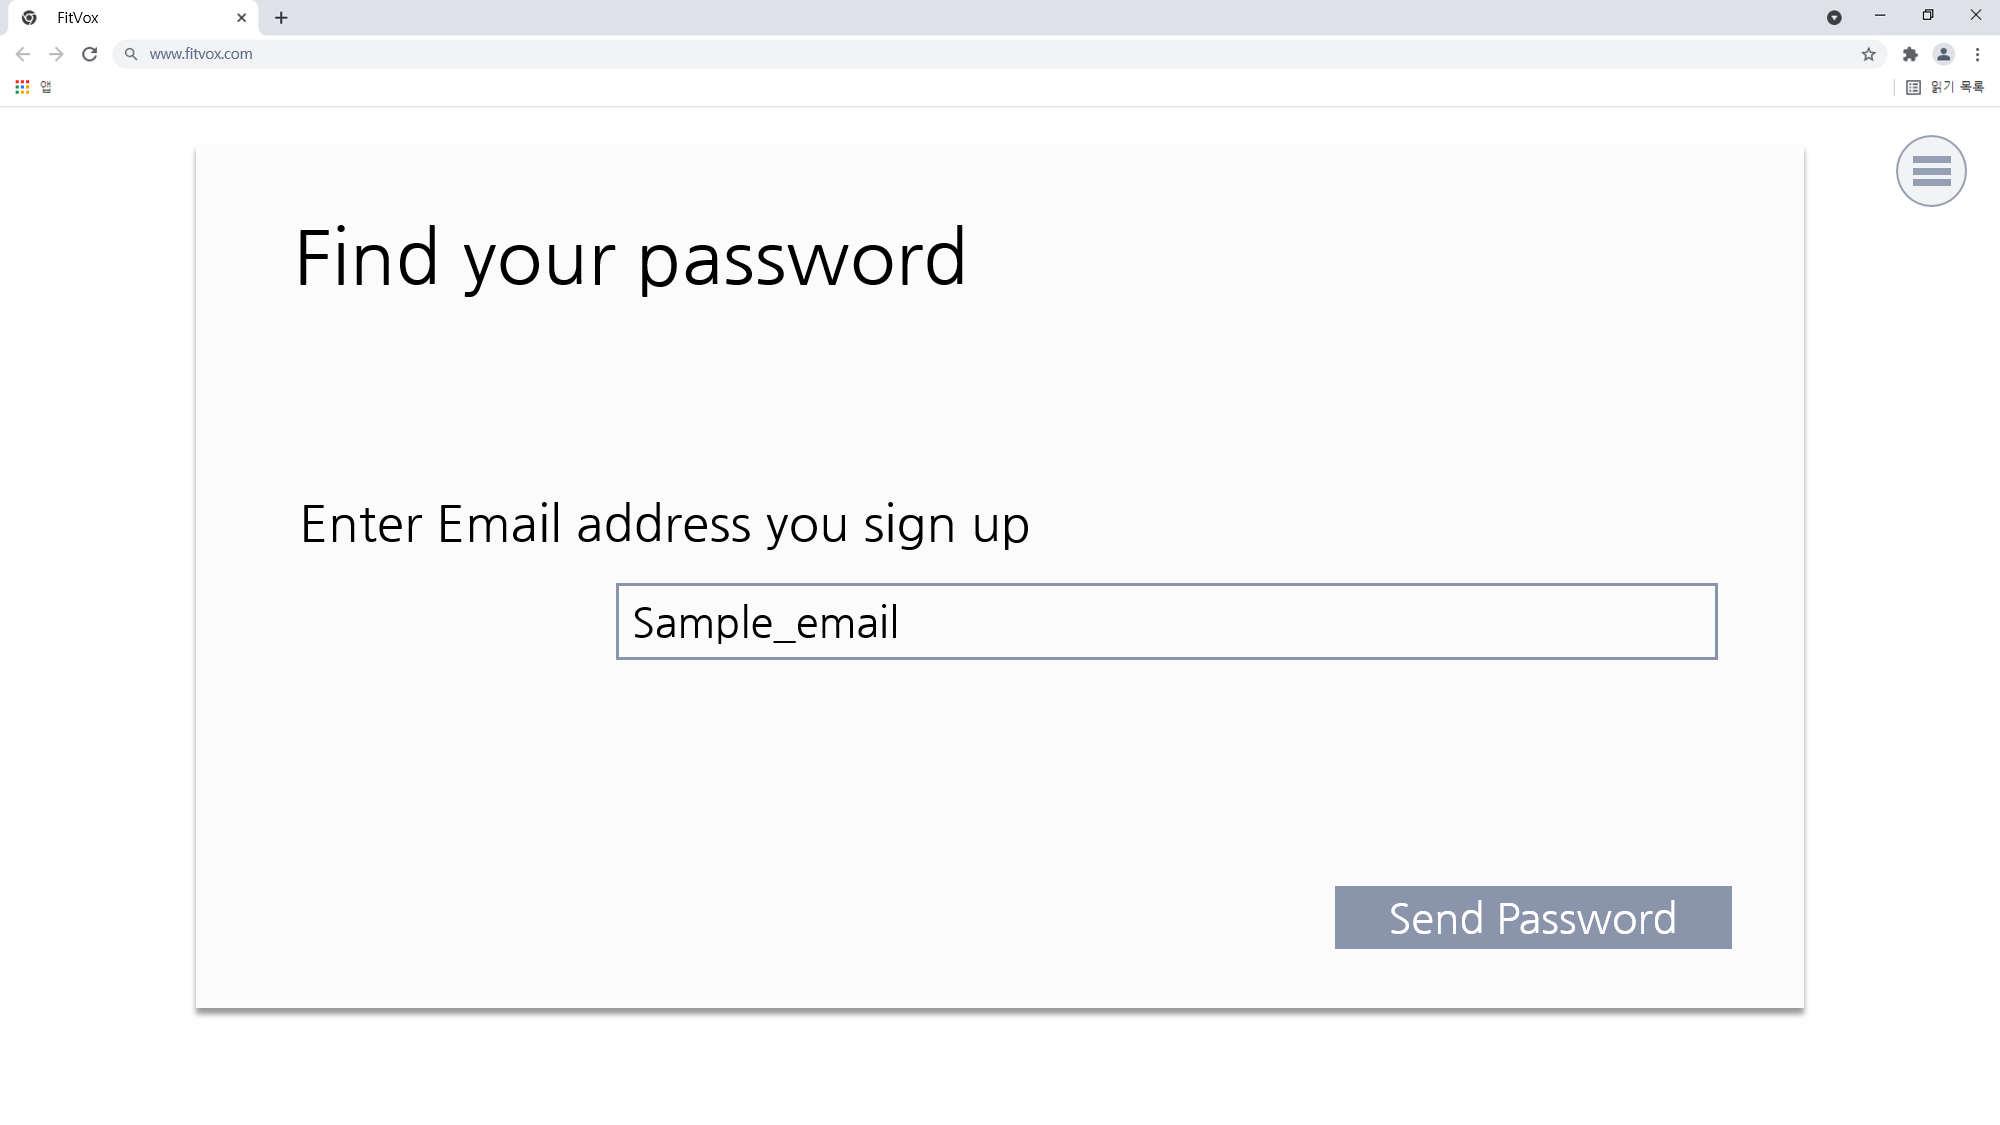 FitVox
www.fitvox.com
앱
읽기 목록
Find your password
Enter Email address you sign up
Sample_email
Send Password